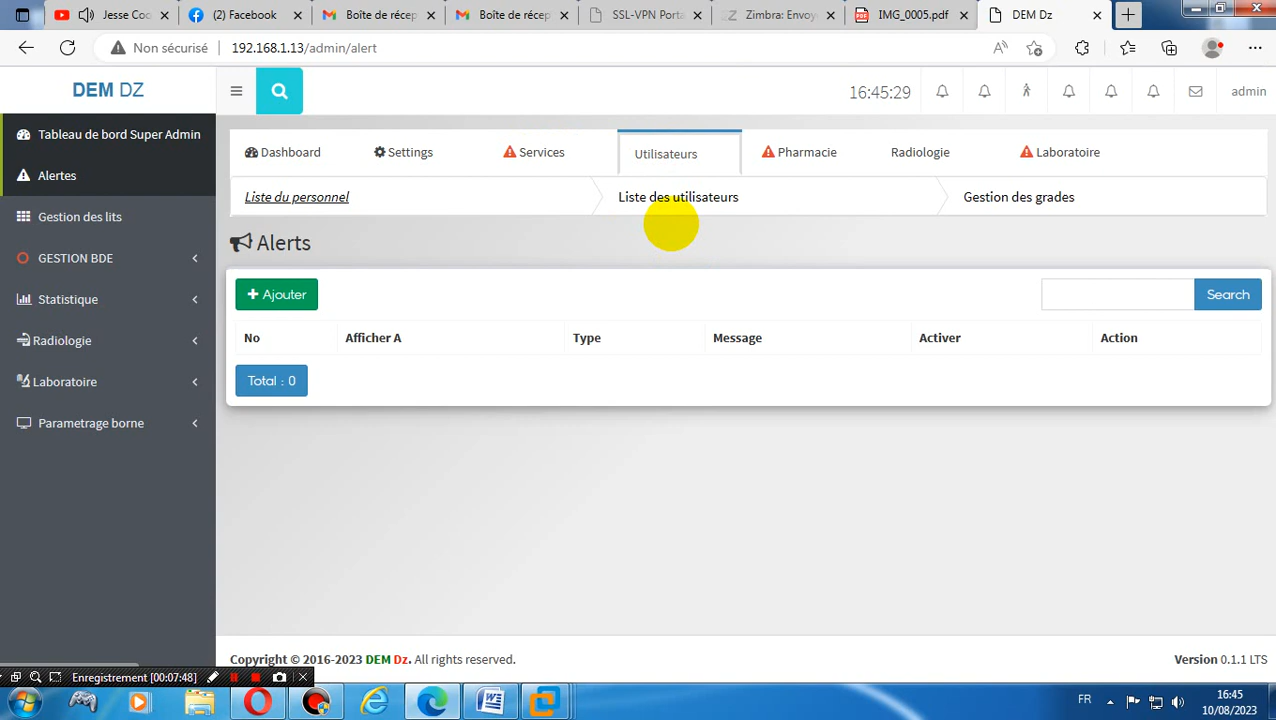 Jesse Coo
(2) Facebook
Boîte de récep
Boîte de récep
SSL-VPN Porta
Zimbra: Envoy
IMG_0005.pdf
DEM Dz
Non sécurisé
192.168.1.13/admin/alert
DEM DZ
16:45:29
admin
Tableau de bord Super Admin
Alertes
Gestion des lits
GESTION BDE
Statistique
Radiologie
Laboratoire
Parametrage borne
Dashboard
Settings
Services
Utilisateurs
Pharmacie
Radiologie
Laboratoire
Liste du personnel
Liste des utilisateurs
Gestion des grades
Alerts
Ajouter
Search
No Afficher A Type Message Activer Action
Total : 0
Copyright © 2016-2023 DEM Dz. All rights reserved.
Version 0.1.1 LTS
Enregistrement [00:07:48]
FR
16:45
10/08/2023